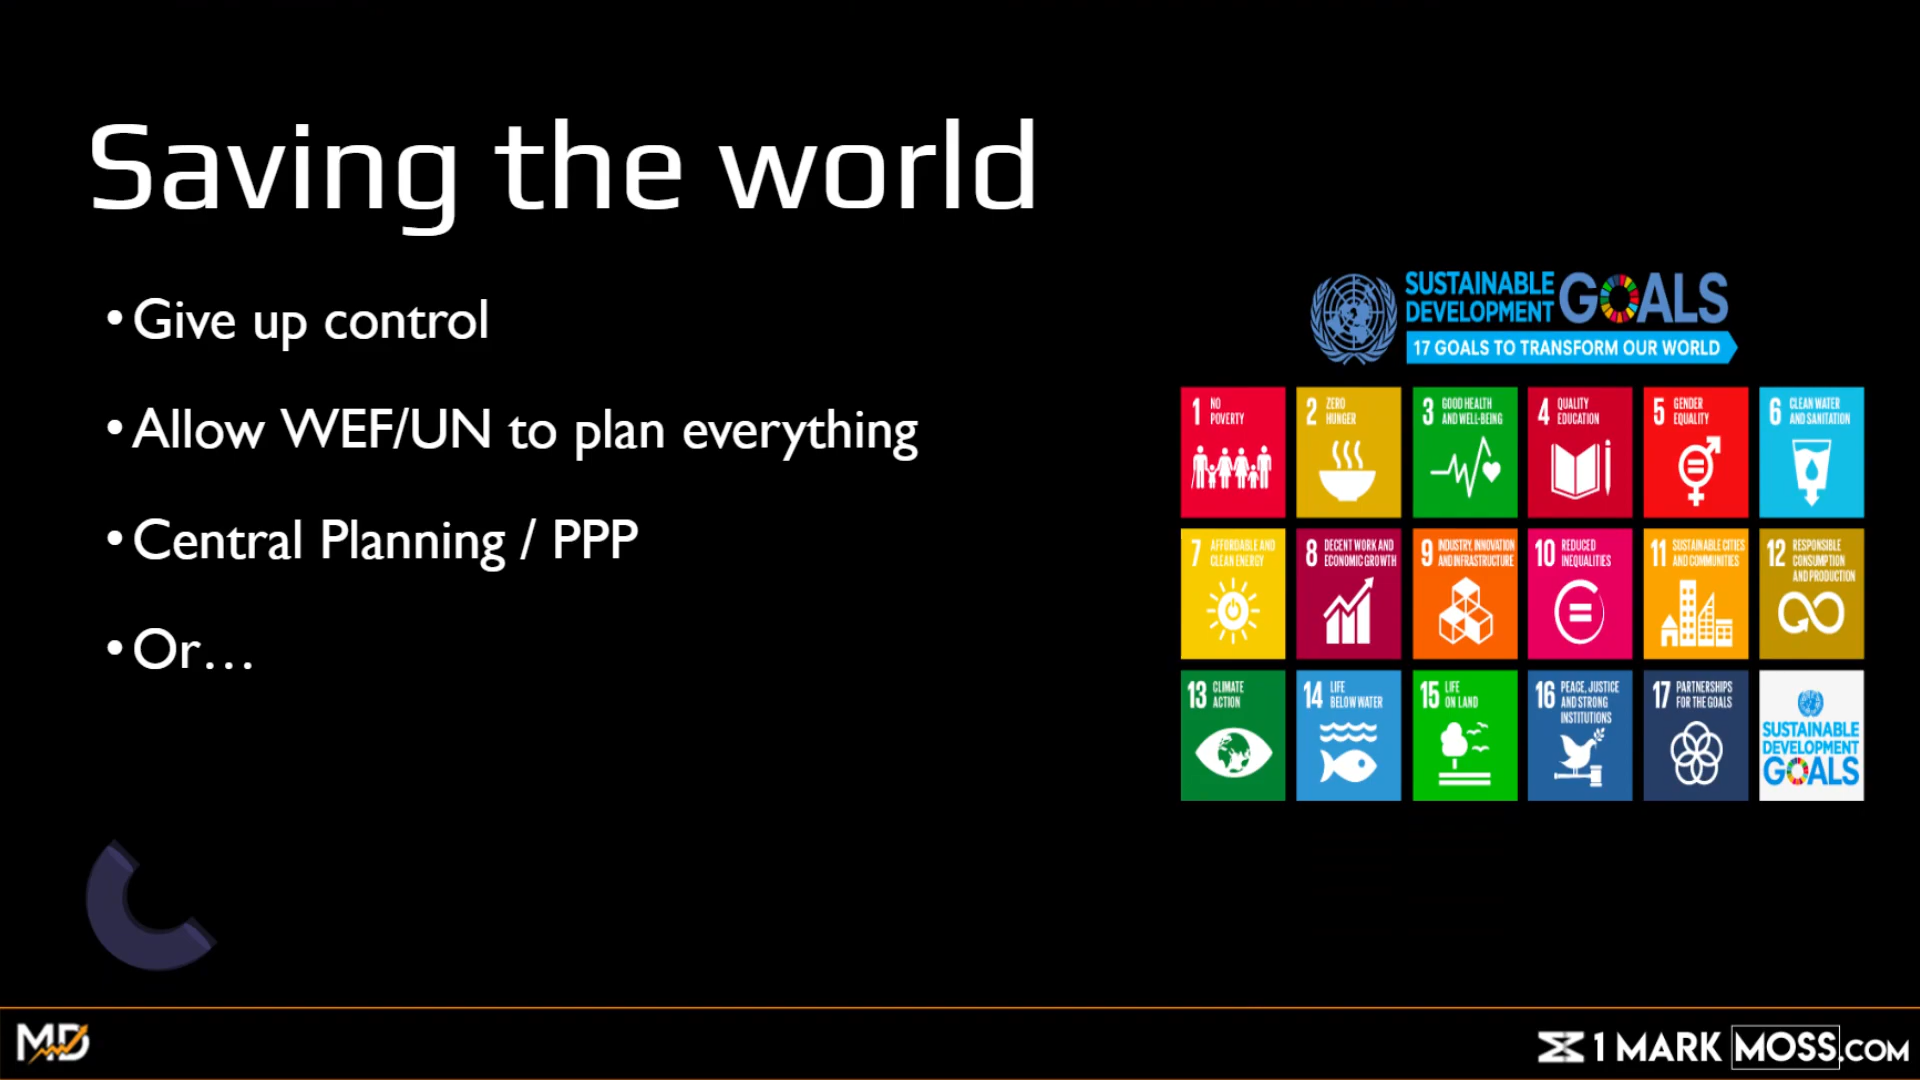 Saving the world
•Give up control
•Allow WEF/UN to plan everything
•Central Planning / PPP
•Or…
SUSTAINABLE
DEVELOPMENT
GOALS
17 GOALS TO TRANSFORM OUR WORLD
1 NO
POVERTY
2 ZERO
HUNGER
3 GOOD HEALTH
AND WELL-BEING
4 QUALITY
EDUCATION
5 GENDER
EQUALITY
6 CLEAN WATER
AND SANITATION
7 AFFORDABLE AND
CLEAN ENERGY
8 DECENT WORK AND
ECONOMIC GROWTH
9 INDUSTRY, INNOVATION
AND INFRASTRUCTURE
10 REDUCED
INEQUALITIES
11 SUSTAINABLE CITIES
AND COMMUNITIES
12 RESPONSIBLE
CONSUMPTION
AND PRODUCTION
13 CLIMATE
ACTION
14 LIFE
BELOW WATER
15 LIFE
ON LAND
16 PEACE, JUSTICE
AND STRONG
INSTITUTIONS
17 PARTNERSHIPS
FOR THE GOALS
SUSTAINABLE
DEVELOPMENT
GOALS
MD
1 MARK MOSS.COM